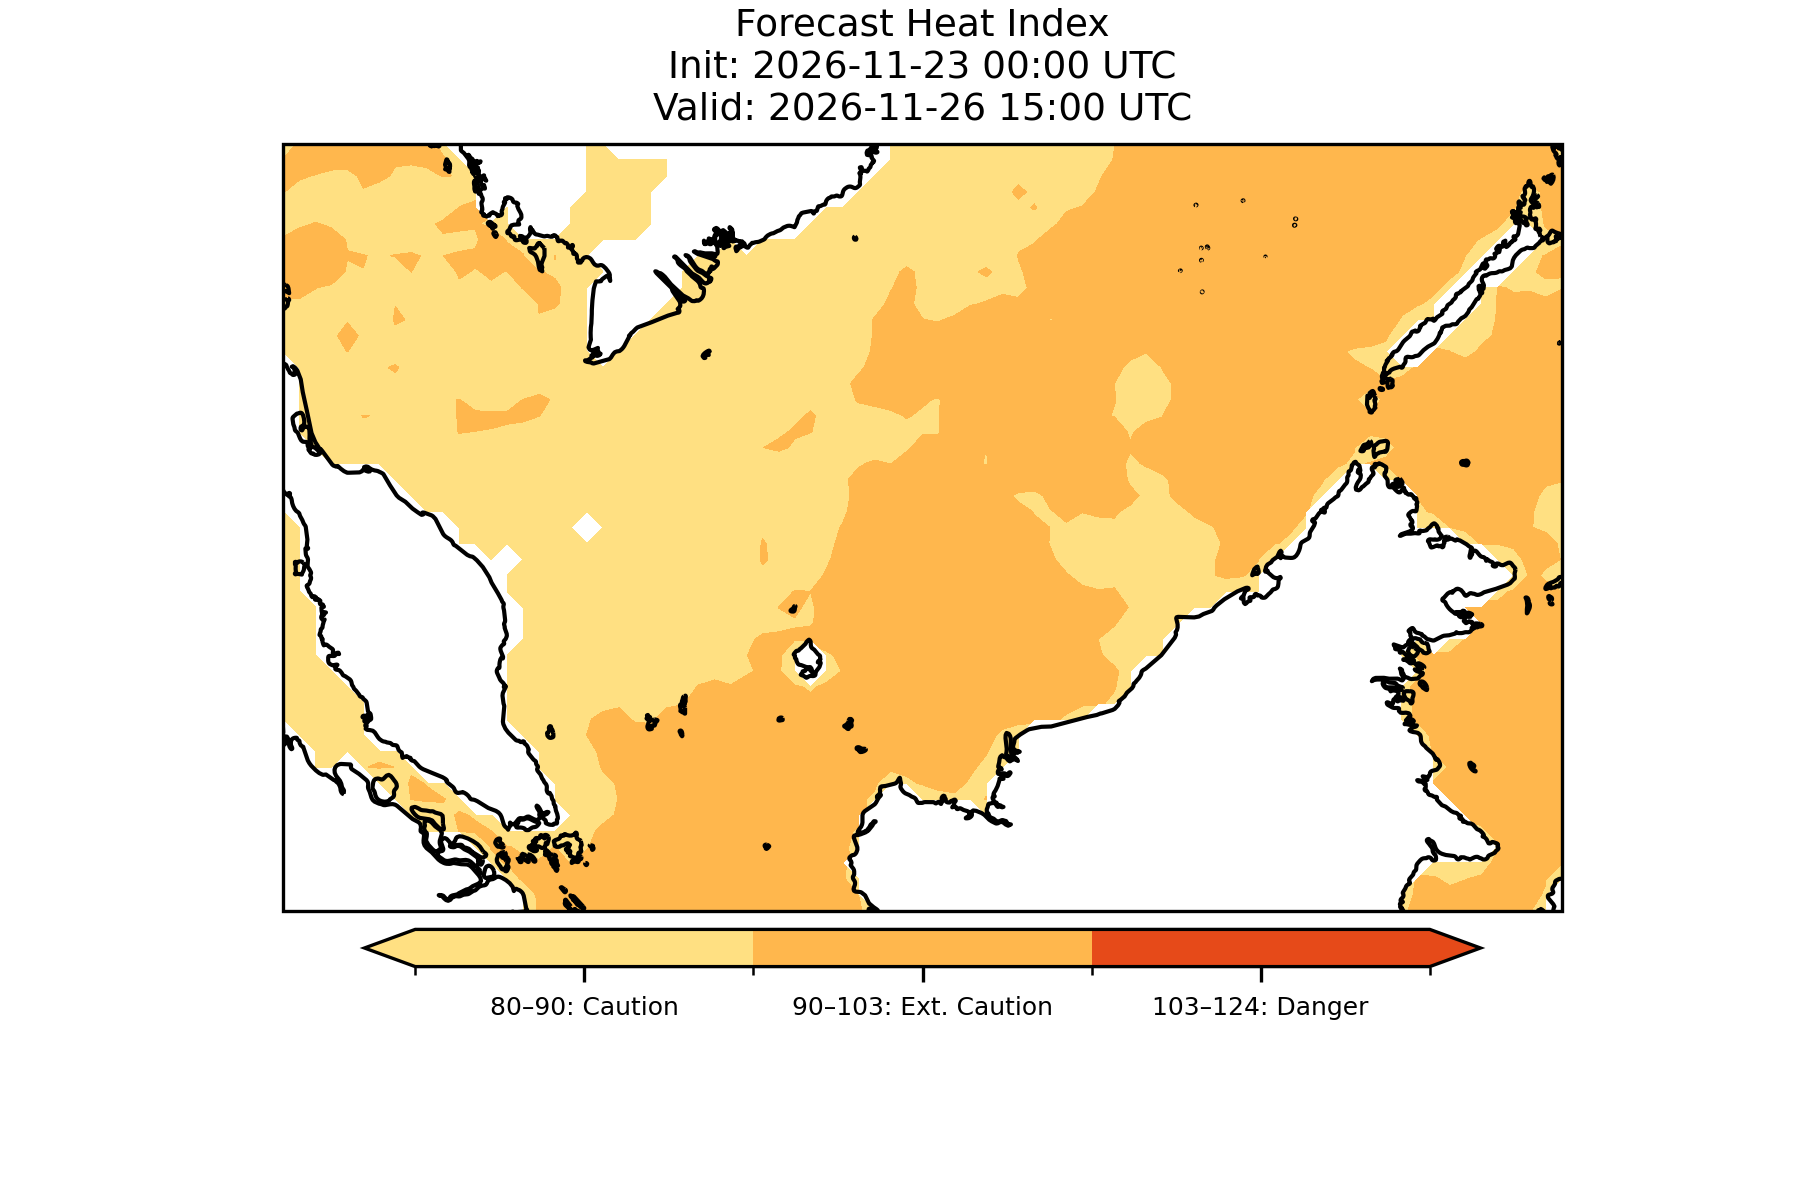 Forecast Heat Index
Init: 2026-11-23 00:00 UTC
Valid: 2026-11-26 15:00 UTC
80–90: Caution
90–103: Ext. Caution
103–124: Danger